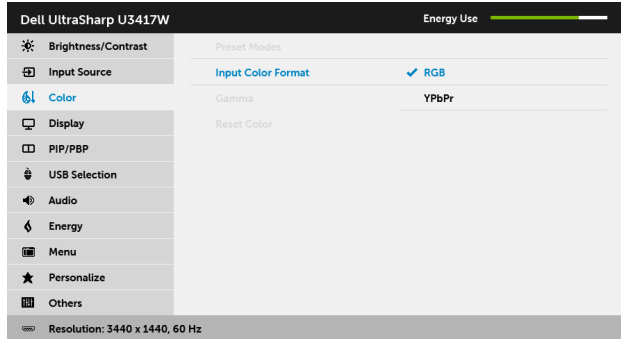 Dell UltraSharp U3417W Energy Use
Brightness/Contrast Preset Modes
Input Source Input Color Format RGB
Color Gamma YPbPr
Display Reset Color
PIP/PBP
USB Selection
Audio
Energy
Menu
Personalize
Others
Resolution: 3440 x 1440, 60 Hz